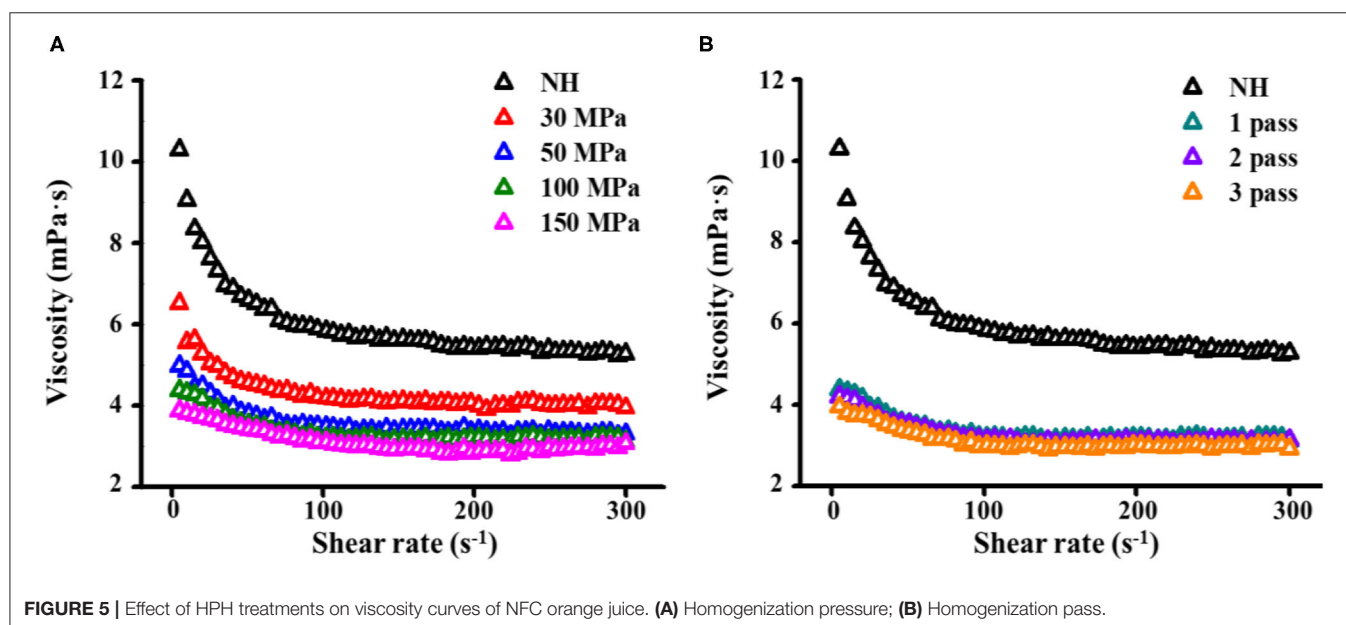 A
Viscosity (mPa·s)
12
10
8
6
4
2
NH
30 MPa
50 MPa
100 MPa
150 MPa
0 100 200 300
Shear rate (s⁻¹)
B
Viscosity (mPa·s)
12
10
8
6
4
2
NH
1 pass
2 pass
3 pass
0 100 200 300
Shear rate (s⁻¹)
FIGURE 5 | Effect of HPH treatments on viscosity curves of NFC orange juice. (A) Homogenization pressure; (B) Homogenization pass.